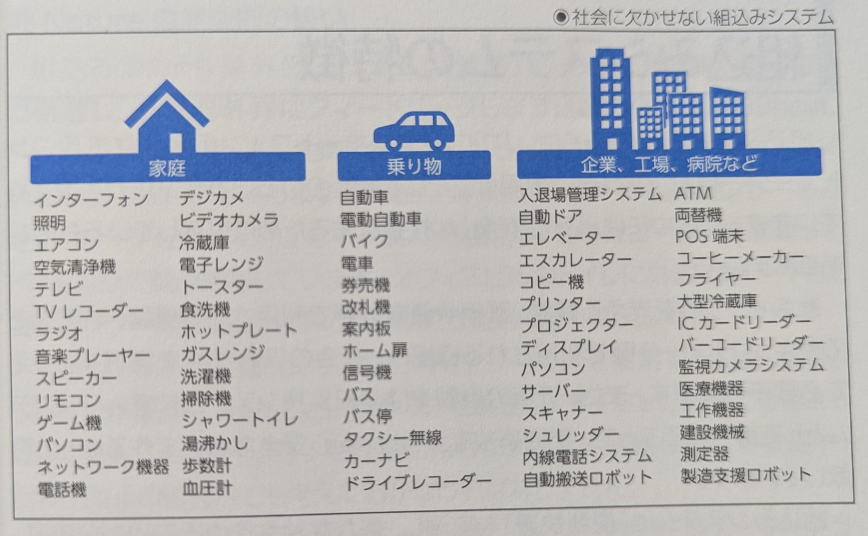 ◉社会に欠かせない組込みシステム
家庭
インターフォン
照明
エアコン
空気清浄機
テレビ
TVレコーダー
ラジオ
音楽プレーヤー
スピーカー
リモコン
ゲーム機
パソコン
ネットワーク機器
電話機
デジカメ
ビデオカメラ
冷蔵庫
電子レンジ
トースター
食洗機
ホットプレート
ガスレンジ
洗濯機
掃除機
シャワートイレ
湯沸かし
歩数計
血圧計
乗り物
自動車
電動自動車
バイク
電車
券売機
改札機
案内板
ホーム扉
信号機
バス
バス停
タクシー無線
カーナビ
ドライブレコーダー
企業、工場、病院など
入退場管理システム
自動ドア
エレベーター
エスカレーター
コピー機
プリンター
プロジェクター
ディスプレイ
パソコン
サーバー
スキャナー
シュレッダー
内線電話システム
自動搬送ロボット
ATM
両替機
POS端末
コーヒーメーカー
フライヤー
大型冷蔵庫
ICカードリーダー
バーコードリーダー
監視カメラシステム
医療機器
工作機器
建設機械
測定器
製造支援ロボット
組込みシステムの特徴